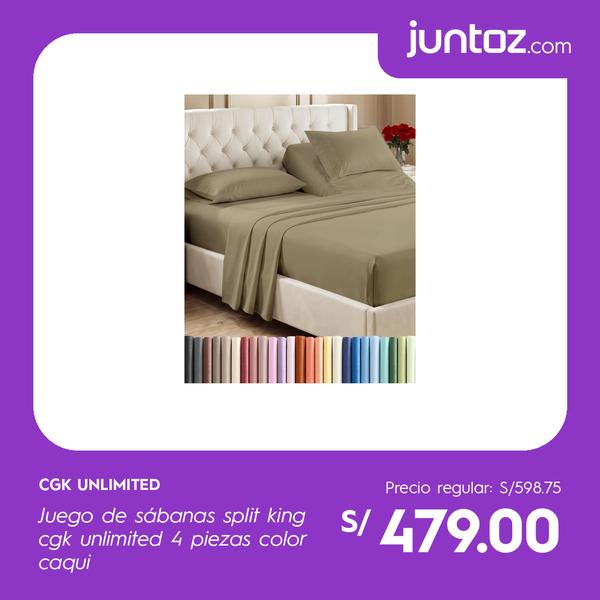 juntoz.com
CGK UNLIMITED
Juego de sábanas split king
cgk unlimited 4 piezas color
caqui
Precio regular: S/598.75
S/ 479.00